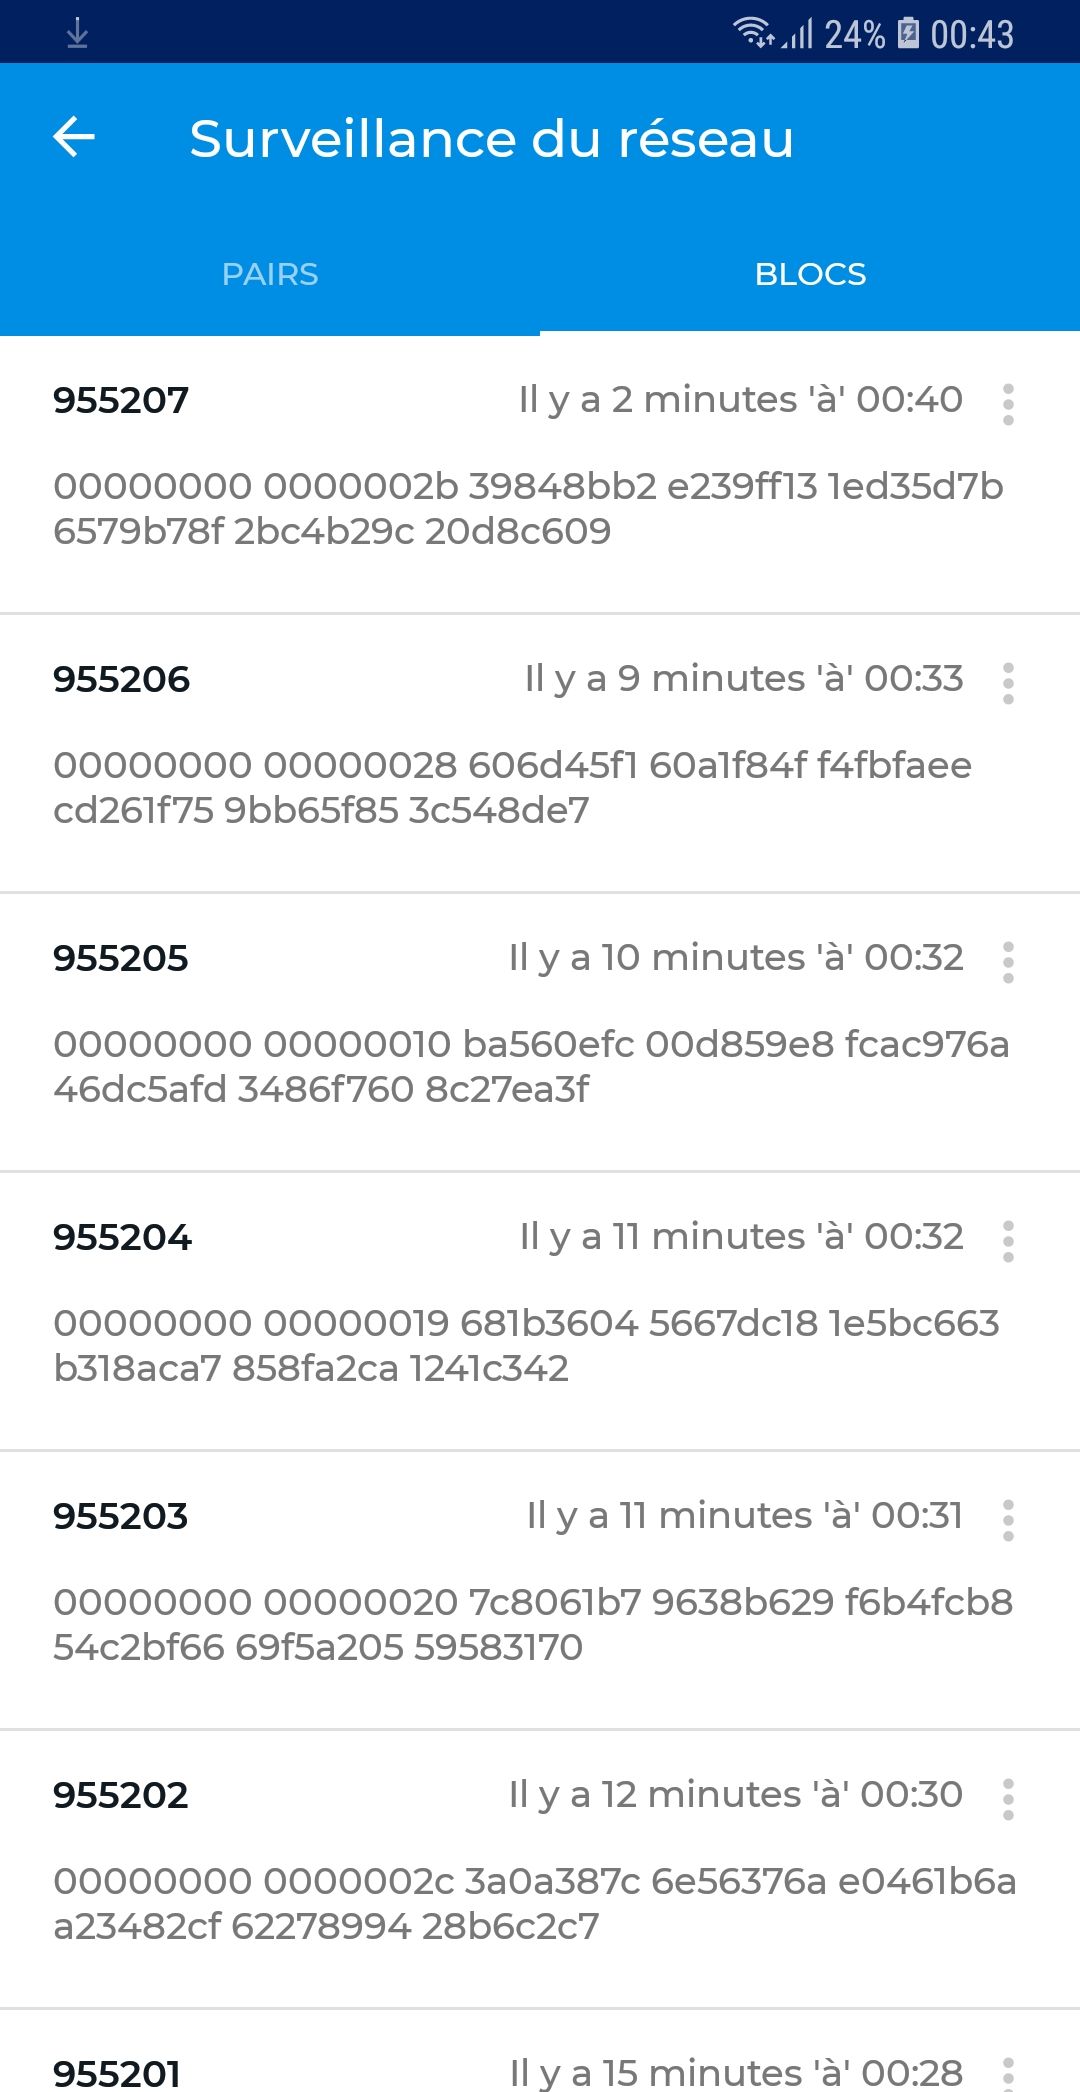 24% 00:43
Surveillance du réseau
PAIRS BLOCS
955207 Il y a 2 minutes 'à' 00:40
00000000 0000002b 39848bb2 e239ff13 1ed35d7b
6579b78f 2bc4b29c 20d8c609
955206 Il y a 9 minutes 'à' 00:33
00000000 00000028 606d45f1 60a1f84f f4fbfaee
cd261f75 9bb65f85 3c548de7
955205 Il y a 10 minutes 'à' 00:32
00000000 00000010 ba560efc 00d859e8 fcac976a
46dc5afd 3486f760 8c27ea3f
955204 Il y a 11 minutes 'à' 00:32
00000000 00000019 681b3604 5667dc18 1e5bc663
b318aca7 858fa2ca 1241c342
955203 Il y a 11 minutes 'à' 00:31
00000000 00000020 7c8061b7 9638b629 f6b4fcb8
54c2bf66 69f5a205 59583170
955202 Il y a 12 minutes 'à' 00:30
00000000 0000002c 3a0a387c 6e56376a e0461b6a
a23482cf 62278994 28b6c2c7
955201 Il y a 15 minutes 'à' 00:28